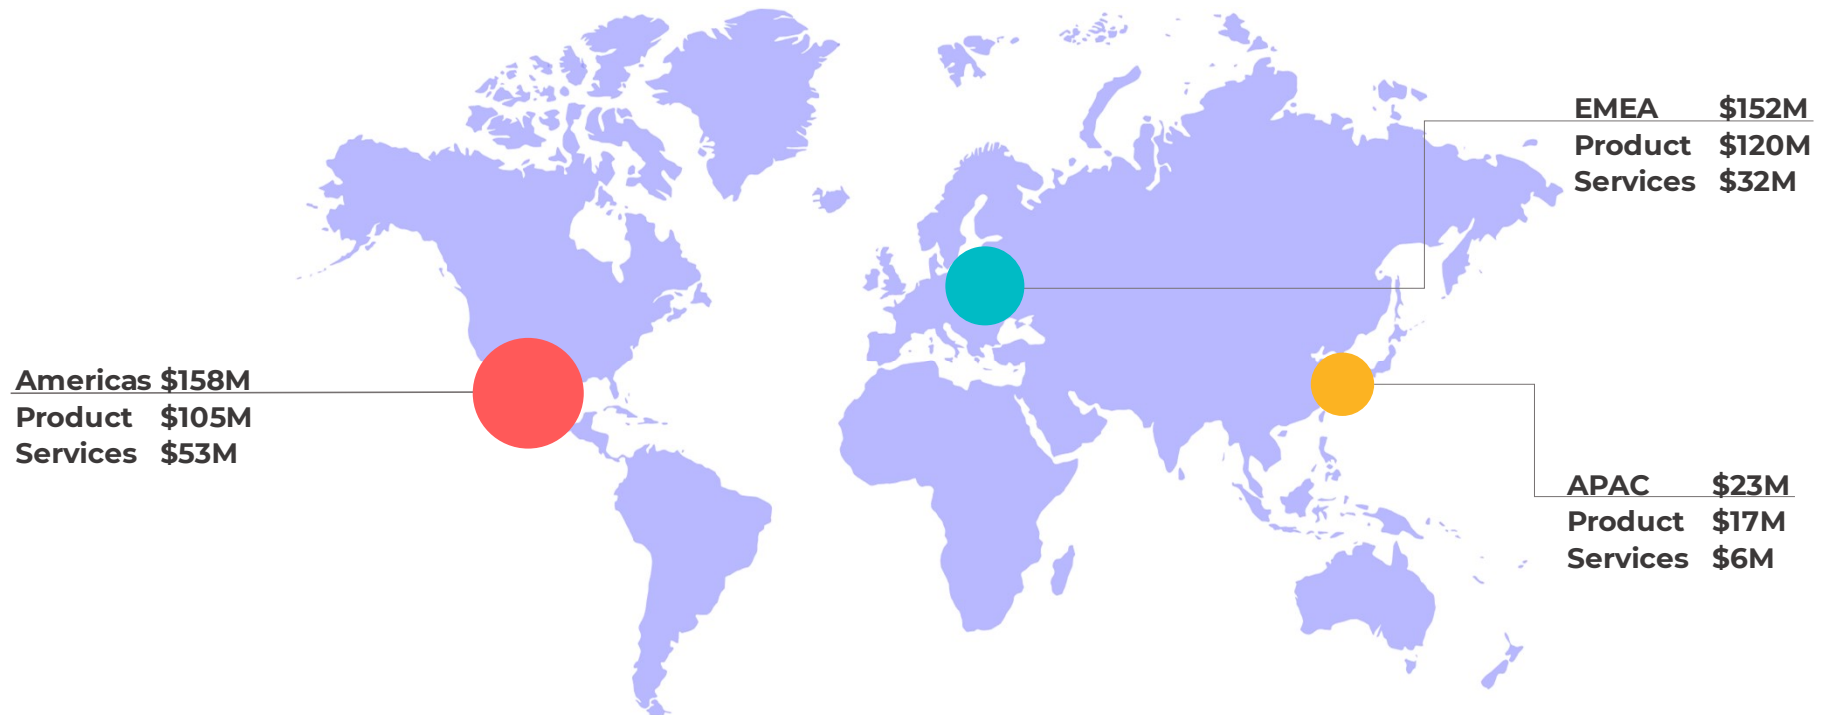 EMEA $152M
Product $120M
Services $32M
Americas $158M
Product $105M
Services $53M
APAC $23M
Product $17M
Services $6M